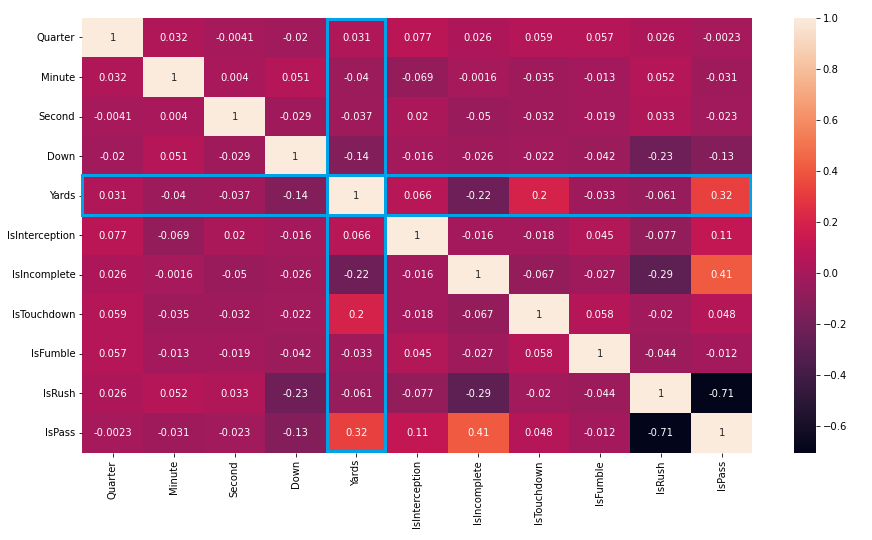 Quarter 1 0.032 -0.0041 -0.02 0.031 0.077 0.026 0.059 0.057 0.026 -0.0023
Minute 0.032 1 0.004 0.051 -0.04 -0.069 -0.0016 -0.035 -0.013 0.052 -0.031
Second -0.0041 0.004 1 -0.029 -0.037 0.02 -0.05 -0.032 -0.019 0.033 -0.023
Down -0.02 0.051 -0.029 1 -0.14 -0.016 -0.026 -0.022 -0.042 -0.23 -0.13
Yards 0.031 -0.04 -0.037 -0.14 1 0.066 -0.22 0.2 -0.033 -0.061 0.32
IsInterception 0.077 -0.069 0.02 -0.016 0.066 1 -0.016 -0.018 0.045 -0.077 0.11
IsIncomplete 0.026 -0.0016 -0.05 -0.026 -0.22 -0.016 1 -0.067 -0.027 -0.29 0.41
IsTouchdown 0.059 -0.035 -0.032 -0.022 0.2 -0.018 -0.067 1 0.058 -0.02 0.048
IsFumble 0.057 -0.013 -0.019 -0.042 -0.033 0.045 -0.027 0.058 1 -0.044 -0.012
IsRush 0.026 0.052 0.033 -0.23 -0.061 -0.077 -0.29 -0.02 -0.044 1 -0.71
IsPass -0.0023 -0.031 -0.023 -0.13 0.32 0.11 0.41 0.048 -0.012 -0.71 1
Quarter Minute Second Down Yards IsInterception IsIncomplete IsTouchdown IsFumble IsRush IsPass
1.0
0.8
0.6
0.4
0.2
0.0
−0.2
−0.4
−0.6